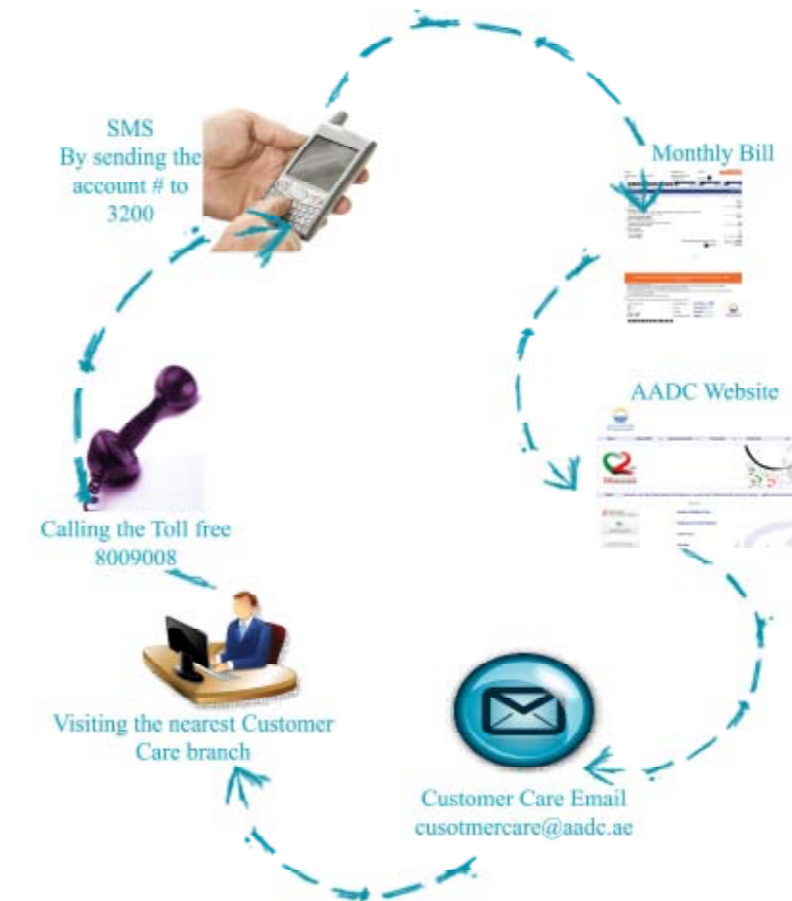 SMS
By sending the
account # to
3200
Monthly Bill
AADC Website
Calling the Toll free
8009008
Visiting the nearest Customer
Care branch
Customer Care Email
cusotmercare@aadc.ae